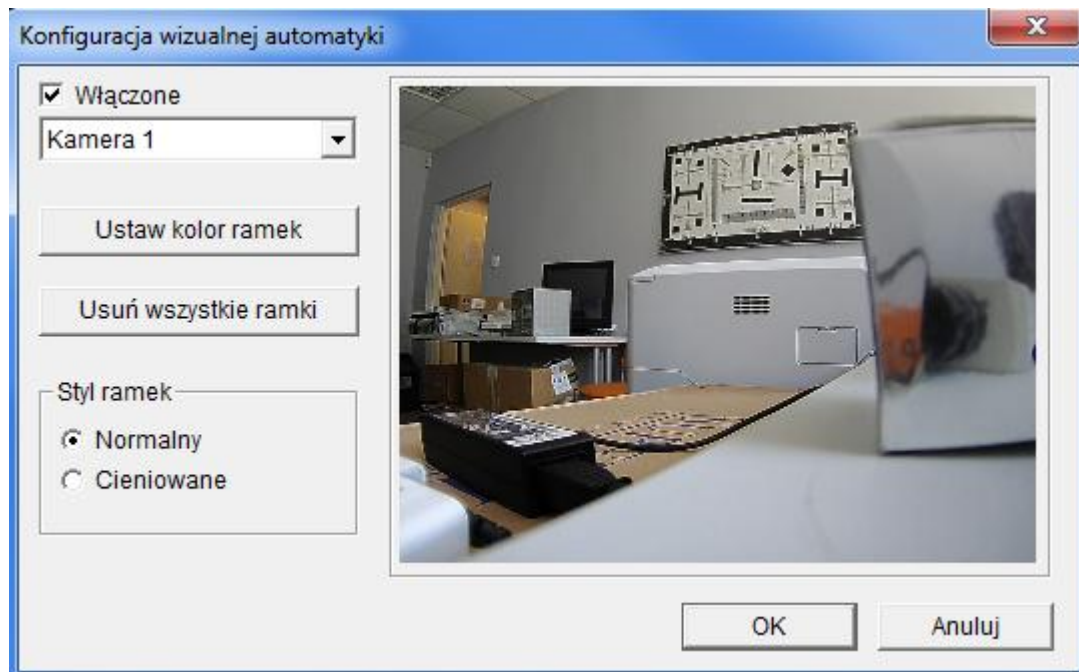 Konfiguracja wizualnej automatyki
Włączone
Kamera 1
Ustaw kolor ramek
Usuń wszystkie ramki
Styl ramek
Normalny
Cieniowane
OK
Anuluj